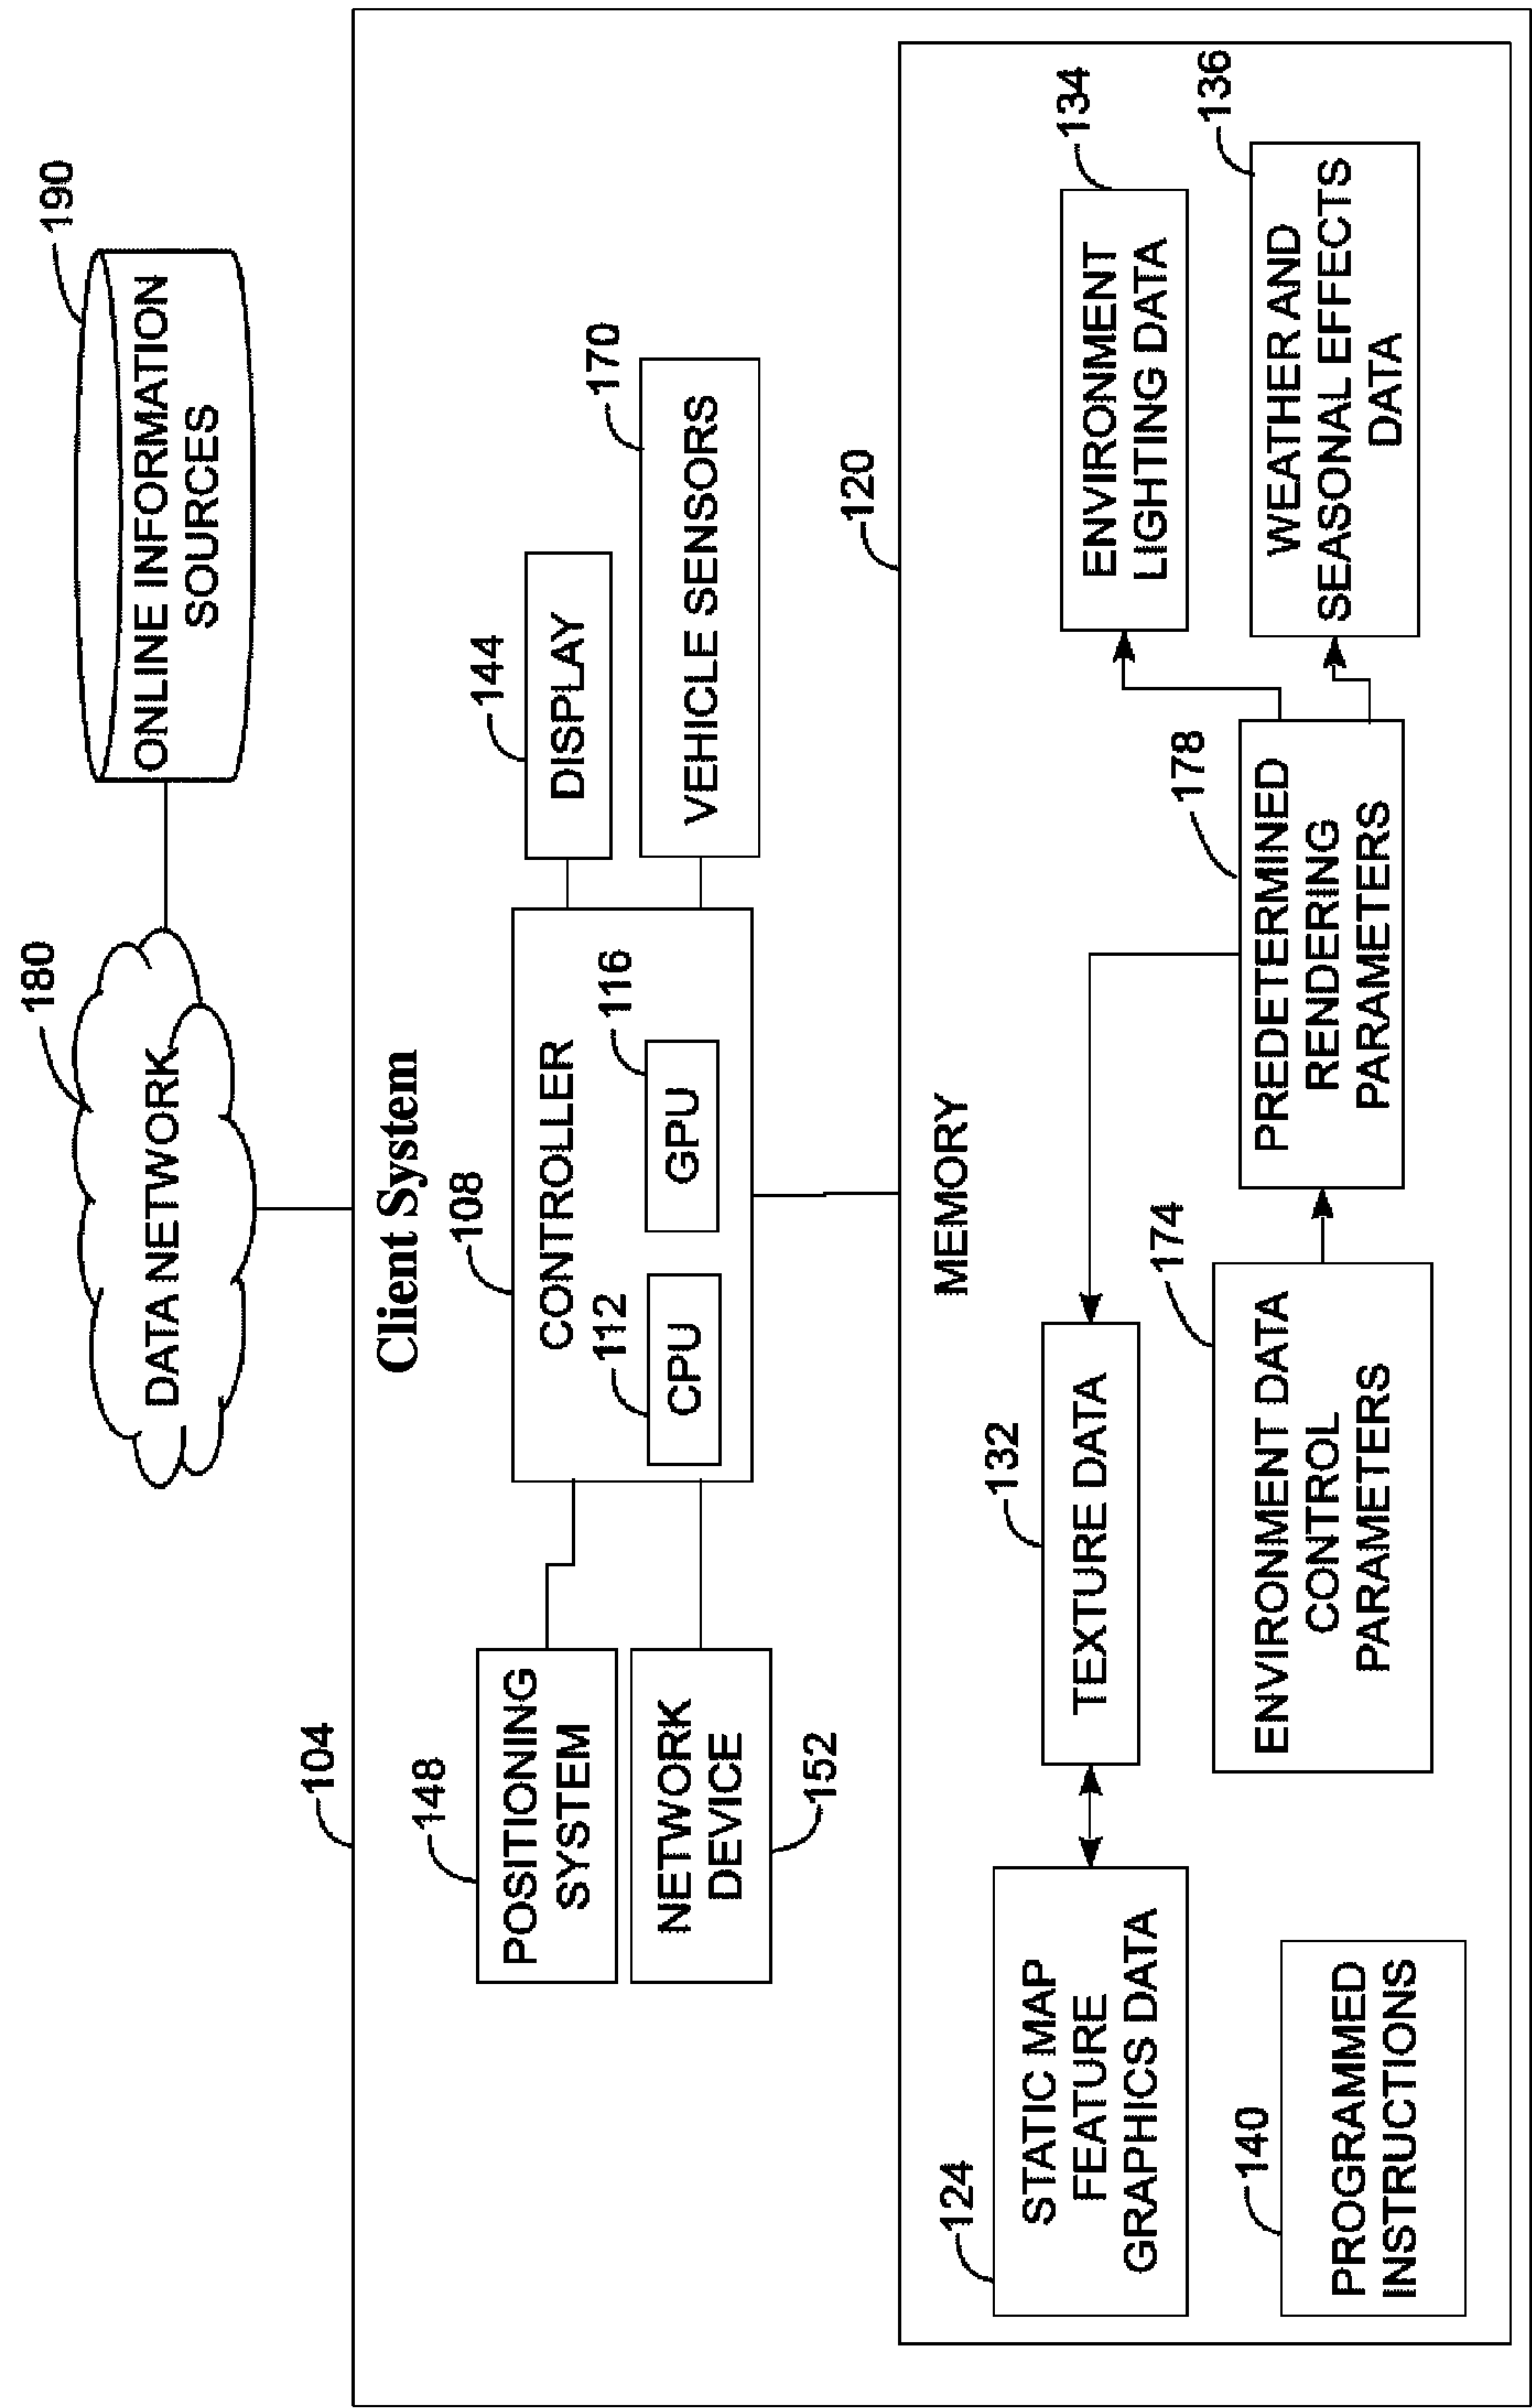 180
DATA NETWORK
190
ONLINE INFORMATION
SOURCES
104
Client System
148
POSITIONING
SYSTEM
NETWORK
DEVICE
152
108
CONTROLLER
112
CPU
116
GPU
144
DISPLAY
170
VEHICLE SENSORS
120
MEMORY
124
STATIC MAP
FEATURE
GRAPHICS DATA
132
TEXTURE DATA
134
ENVIRONMENT
LIGHTING DATA
140
PROGRAMMED
INSTRUCTIONS
174
ENVIRONMENT DATA
CONTROL
PARAMETERS
178
PREDETERMINED
RENDERING
PARAMETERS
136
WEATHER AND
SEASONAL EFFECTS
DATA